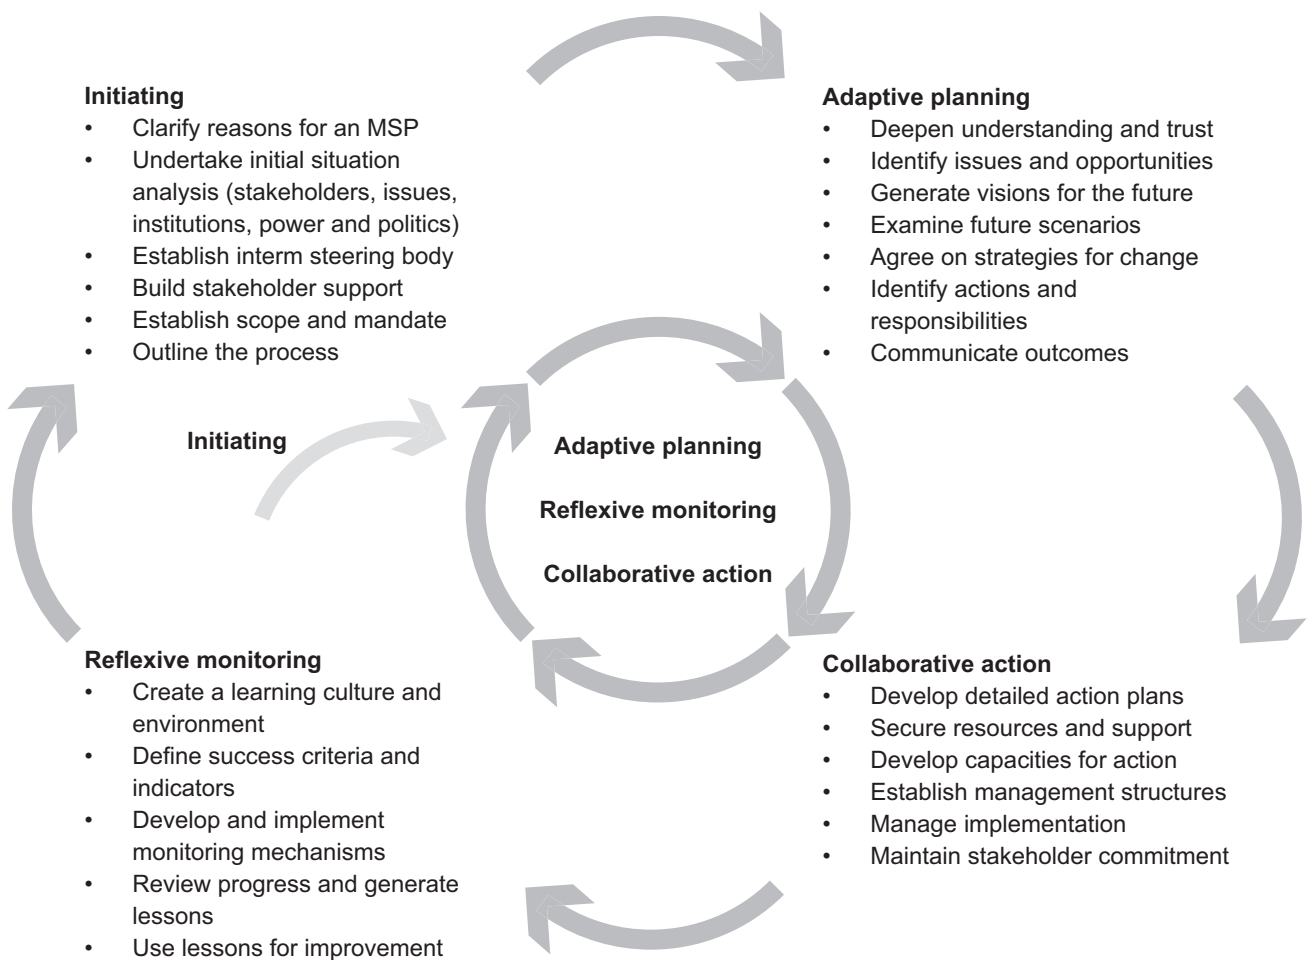 Initiating
• Clarify reasons for an MSP
• Undertake initial situation
analysis (stakeholders, issues,
institutions, power and politics)
• Establish interm steering body
• Build stakeholder support
• Establish scope and mandate
• Outline the process
Adaptive planning
• Deepen understanding and trust
• Identify issues and opportunities
• Generate visions for the future
• Examine future scenarios
• Agree on strategies for change
• Identify actions and
responsibilities
• Communicate outcomes
Initiating
Adaptive planning
Reflexive monitoring
Collaborative action
Reflexive monitoring
• Create a learning culture and
environment
• Define success criteria and
indicators
• Develop and implement
monitoring mechanisms
• Review progress and generate
lessons
• Use lessons for improvement
Collaborative action
• Develop detailed action plans
• Secure resources and support
• Develop capacities for action
• Establish management structures
• Manage implementation
• Maintain stakeholder commitment